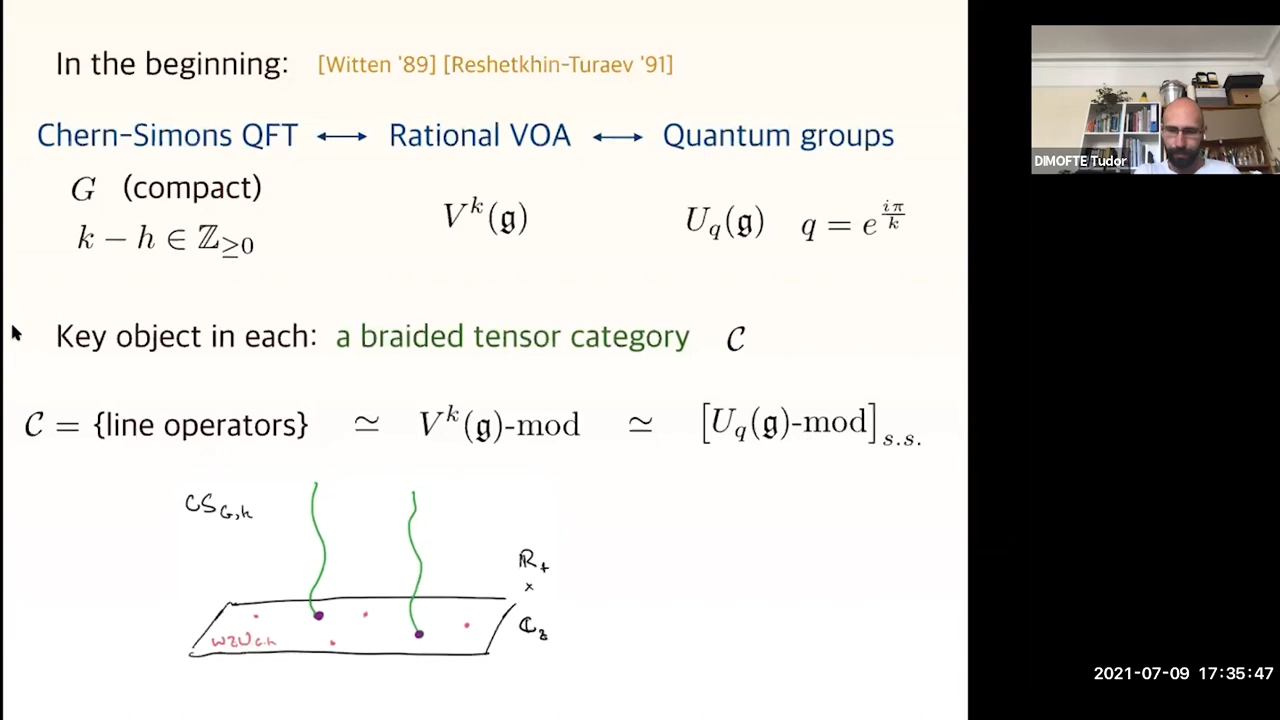 In the beginning: [Witten '89] [Reshetkhin-Turaev '91]
Chern-Simons QFT ⟷ Rational VOA ⟷ Quantum groups
G (compact)
k − h ∈ ℤ≥0
V^k(𝔤)
U_q(𝔤) q = e^{iπ/k}
Key object in each: a braided tensor category 𝒞
𝒞 = {line operators} ≃ V^k(𝔤)-mod ≃ [U_q(𝔤)-mod]_{s.s.}
CS_{G,k}
ℝ₊
×
ℂ_z
WZW_{G,k}
DIMOFTE Tudor
2021-07-09 17:35:47